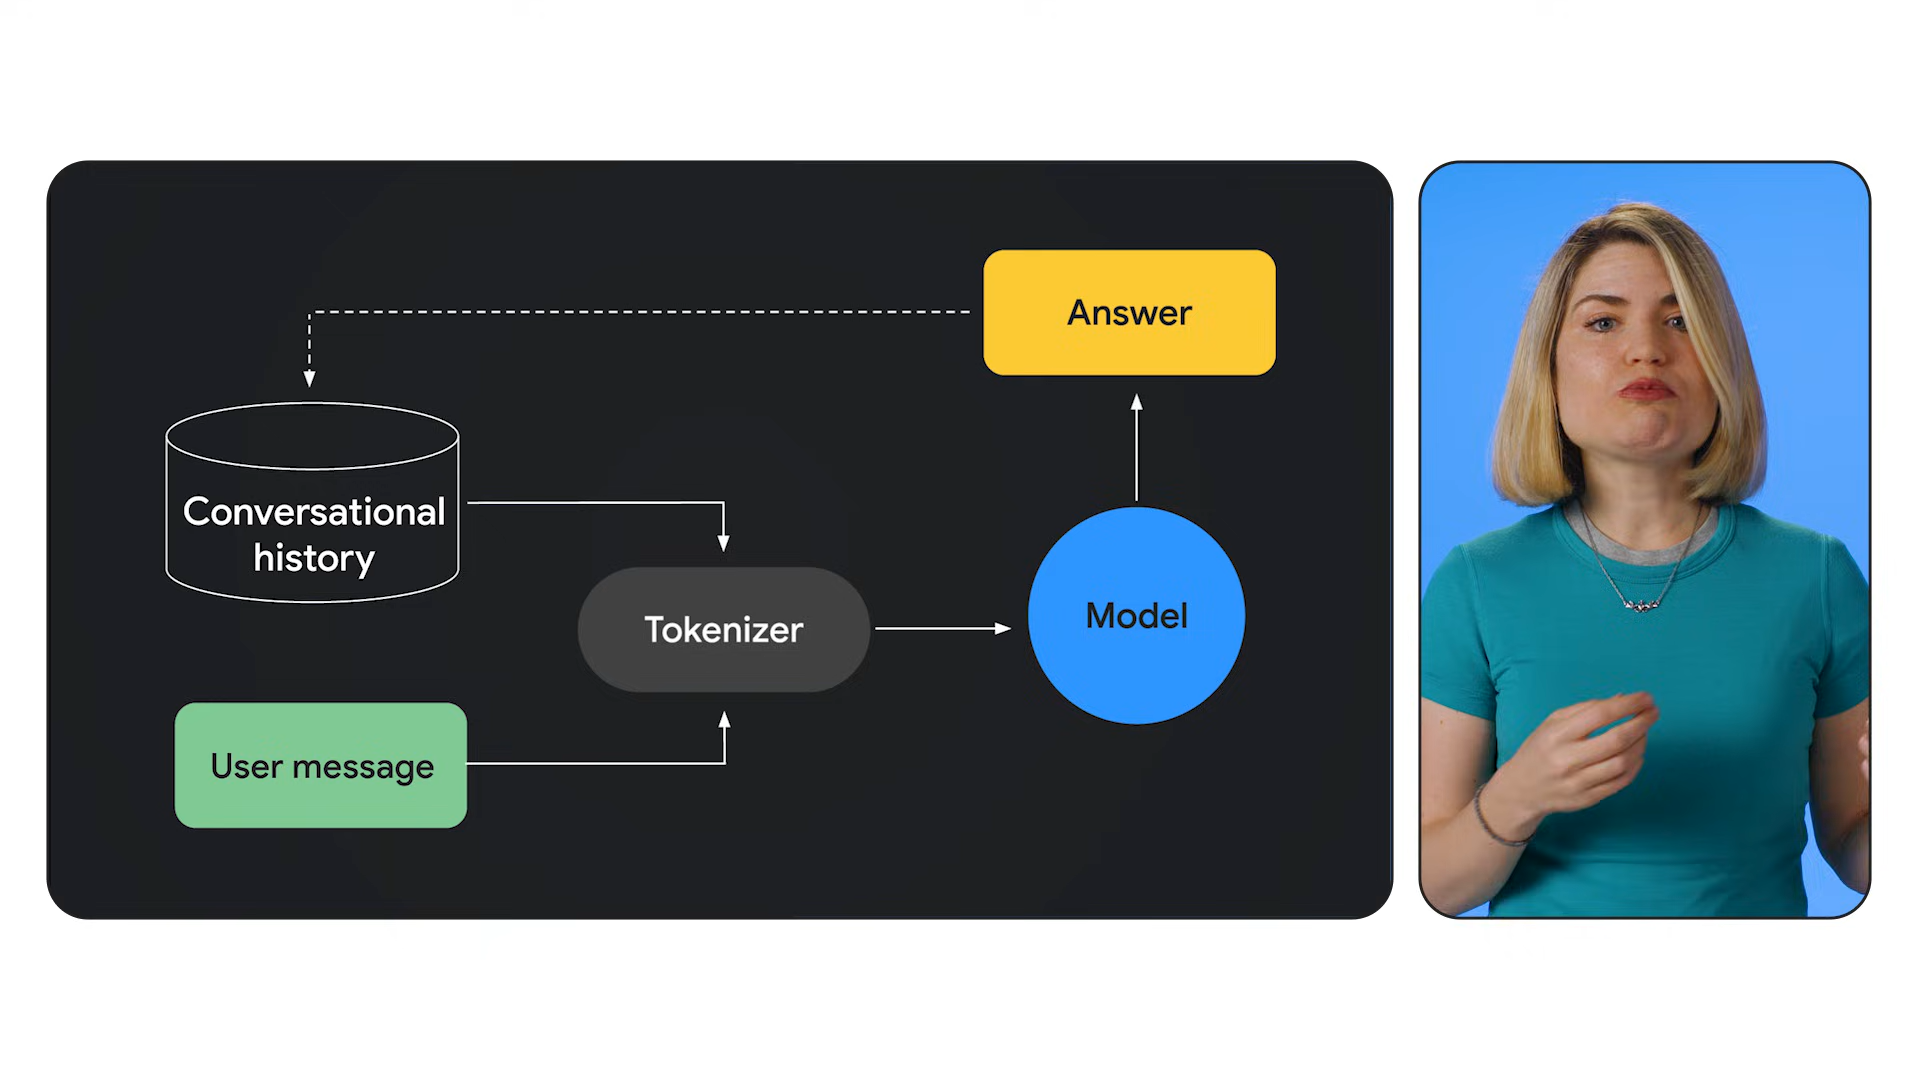 Answer
Conversational
history
Tokenizer
Model
User message